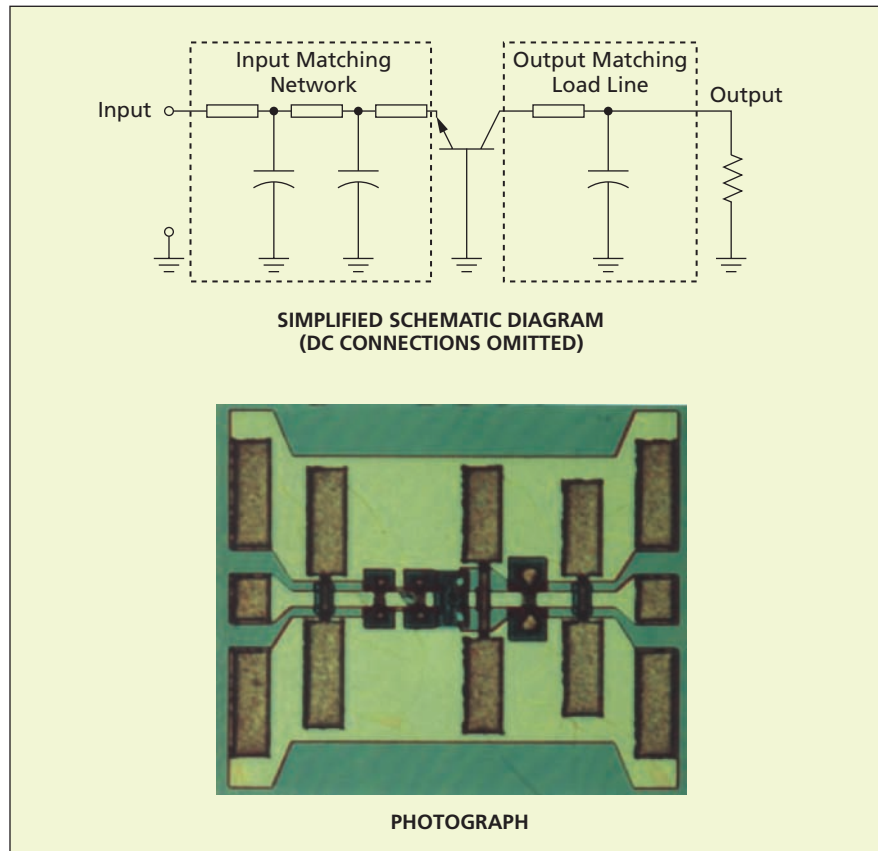 Input Matching
Network
Output Matching
Load Line
Input
Output
SIMPLIFIED SCHEMATIC DIAGRAM
(DC CONNECTIONS OMITTED)
PHOTOGRAPH